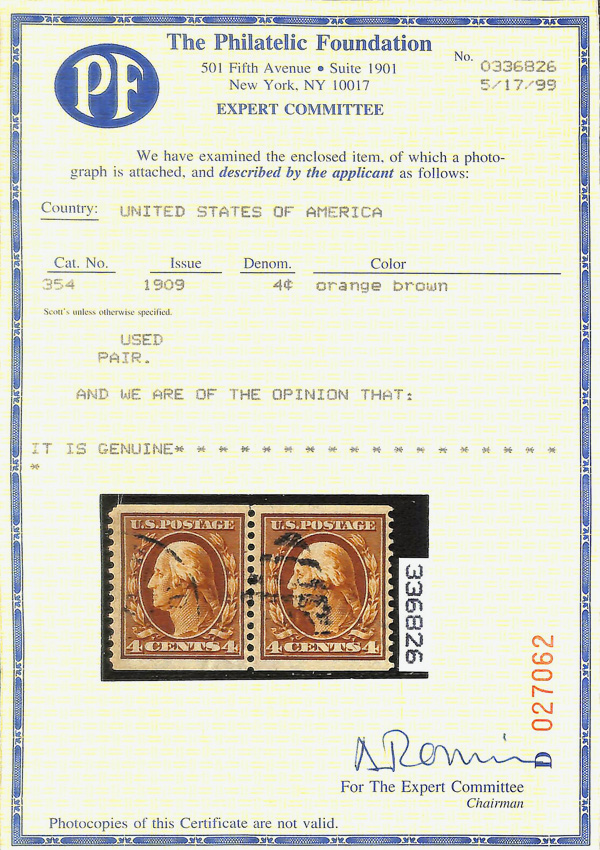 PF
The Philatelic Foundation
501 Fifth Avenue • Suite 1901
New York, NY 10017
EXPERT COMMITTEE
No. 0336826
5/17/99
We have examined the enclosed item, of which a photo-
graph is attached, and described by the applicant as follows:
Country: UNITED STATES OF AMERICA
Cat. No. Issue Denom. Color
354 1909 4¢ orange brown
Scott's unless otherwise specified.
USED
PAIR.
AND WE ARE OF THE OPINION THAT:
IT IS GENUINE* * * * * * * * * * * * * * * * * *
*
U.S.POSTAGE U.S.POSTAGE
4 CENTS 4 4 CENTS 4
336826
027062
D
For The Expert Committee
Chairman
Photocopies of this Certificate are not valid.